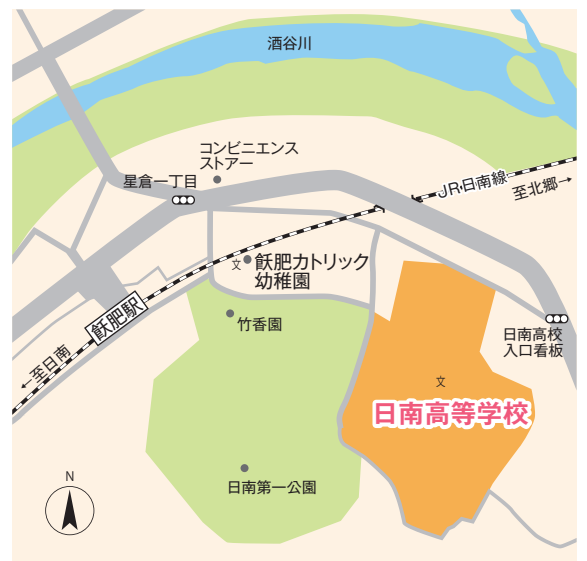 酒谷川
コンビニエンス
ストアー
星倉一丁目
JR日南線
至北郷→
文
飫肥カトリック
幼稚園
飫肥駅
竹香園
日南高校
入口看板
←至日南
文
日南高等学校
日南第一公園
N